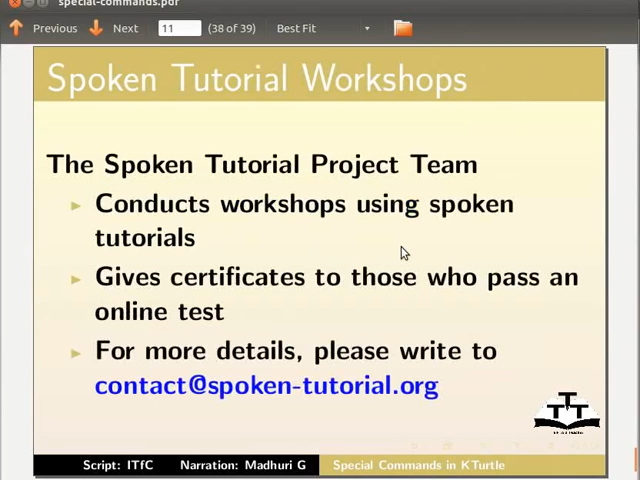 special-commands.pdf
Previous Next 11 (38 of 39) Best Fit
Spoken Tutorial Workshops
The Spoken Tutorial Project Team
Conducts workshops using spoken
tutorials
Gives certificates to those who pass an
online test
For more details, please write to
contact@spoken-tutorial.org
Script: ITfC Narration: Madhuri G Special Commands in KTurtle